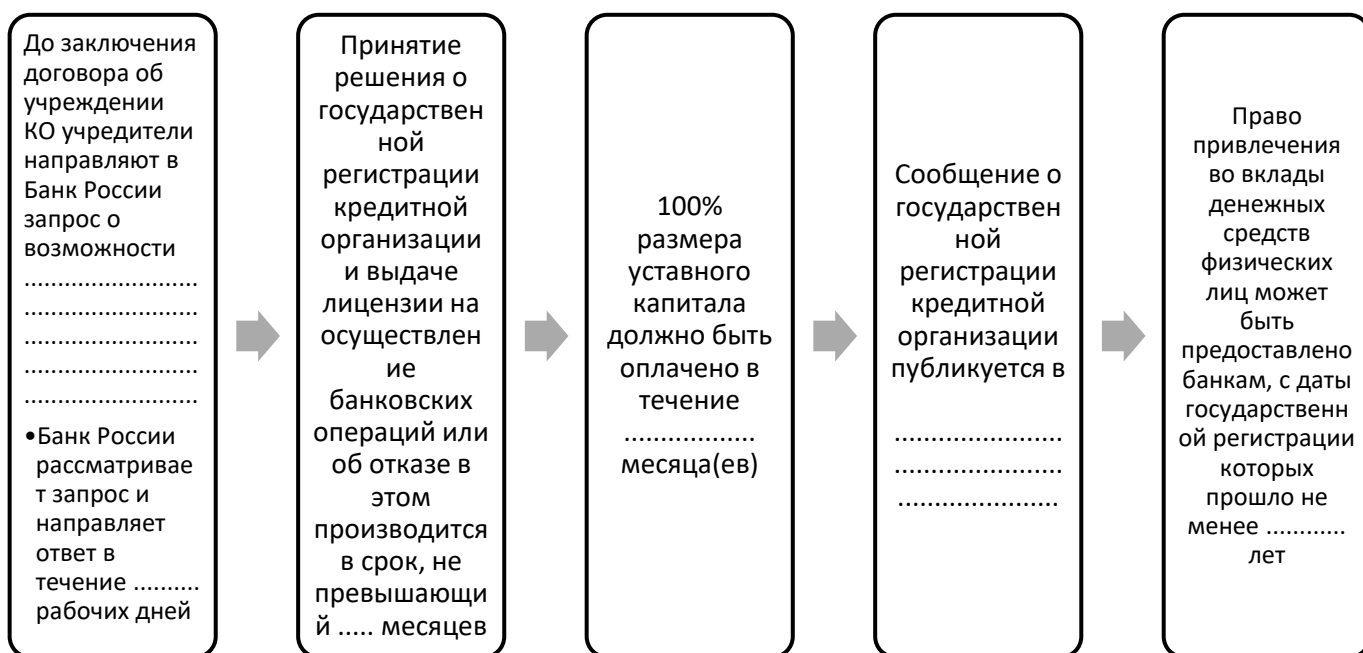 До заключения
договора об
учреждении
КО учредители
направляют в
Банк России
запрос о
возможности
..........................
..........................
..........................
..........................
..........................
•Банк России
рассматривае
т запрос и
направляет
ответ в
течение ..........
рабочих дней
Принятие
решения о
государствен
ной
регистрации
кредитной
организации
и выдаче
лицензии на
осуществлен
ие
банковских
операций или
об отказе в
этом
производится
в срок, не
превышающи
й ..... месяцев
100%
размера
уставного
капитала
должно быть
оплачено в
течение
....................
месяца(ев)
Сообщение о
государствен
ной
регистрации
кредитной
организации
публикуется в
.........................
.........................
........................
Право
привлечения
во вклады
денежных
средств
физических
лиц может
быть
предоставлено
банкам, с даты
государственн
ой регистрации
которых
прошло не
менее ............
лет